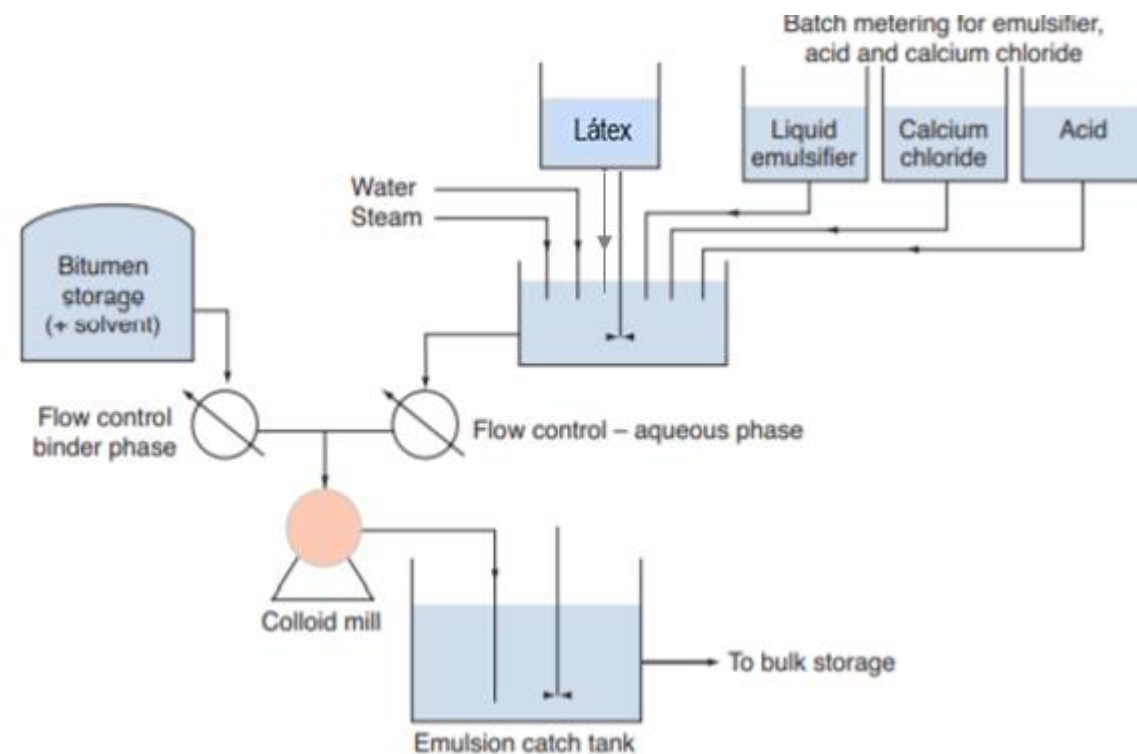 Batch metering for emulsifier,
acid and calcium chloride
Látex
Liquid
emulsifier
Calcium
chloride
Acid
Water
Steam
Bitumen
storage
(+ solvent)
Flow control
binder phase
Flow control – aqueous phase
Colloid mill
To bulk storage
Emulsion catch tank